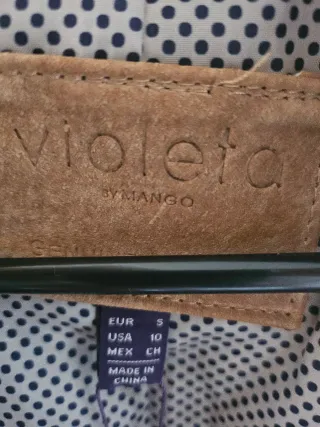 violeta
BY MANGO
EUR S
USA 10
MEX CH
MADE IN
CHINA